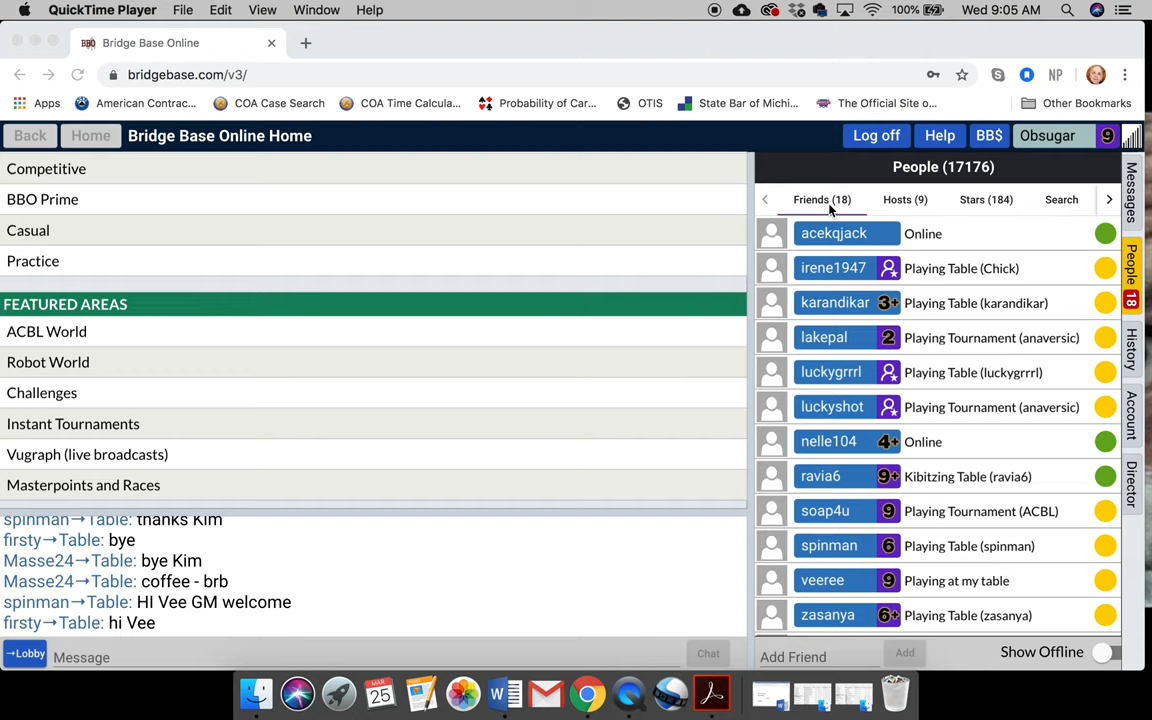 QuickTime Player File Edit View Window Help 100% Wed 9:05 AM
BBO Bridge Base Online
bridgebase.com/v3/ NP
Apps American Contrac... COA Case Search COA Time Calcula... Probability of Car... OTIS State Bar of Michi... The Official Site o... Other Bookmarks
Back Home Bridge Base Online Home Log off Help BB$ Obsugar 9
Competitive
BBO Prime
Casual
Practice
FEATURED AREAS
ACBL World
Robot World
Challenges
Instant Tournaments
Vugraph (live broadcasts)
Masterpoints and Races
spinman→Table: thanks Kim
firsty→Table: bye
Masse24→Table: bye Kim
Masse24→Table: coffee - brb
spinman→Table: HI Vee GM welcome
firsty→Table: hi Vee
→Lobby Message Chat
People (17176)
Friends (18) Hosts (9) Stars (184) Search
acekqjack Online
irene1947 Playing Table (Chick)
karandikar 3+ Playing Table (karandikar)
lakepal 2 Playing Tournament (anaversic)
luckygrrrl Playing Table (luckygrrrl)
luckyshot Playing Tournament (anaversic)
nelle104 4+ Online
ravia6 9+ Kibitzing Table (ravia6)
soap4u 9 Playing Tournament (ACBL)
spinman 6 Playing Table (spinman)
veeree 9 Playing at my table
zasanya 6+ Playing Table (zasanya)
Add Friend Add Show Offline
Messages
People 18
History
Account
Director
MAR
25
W